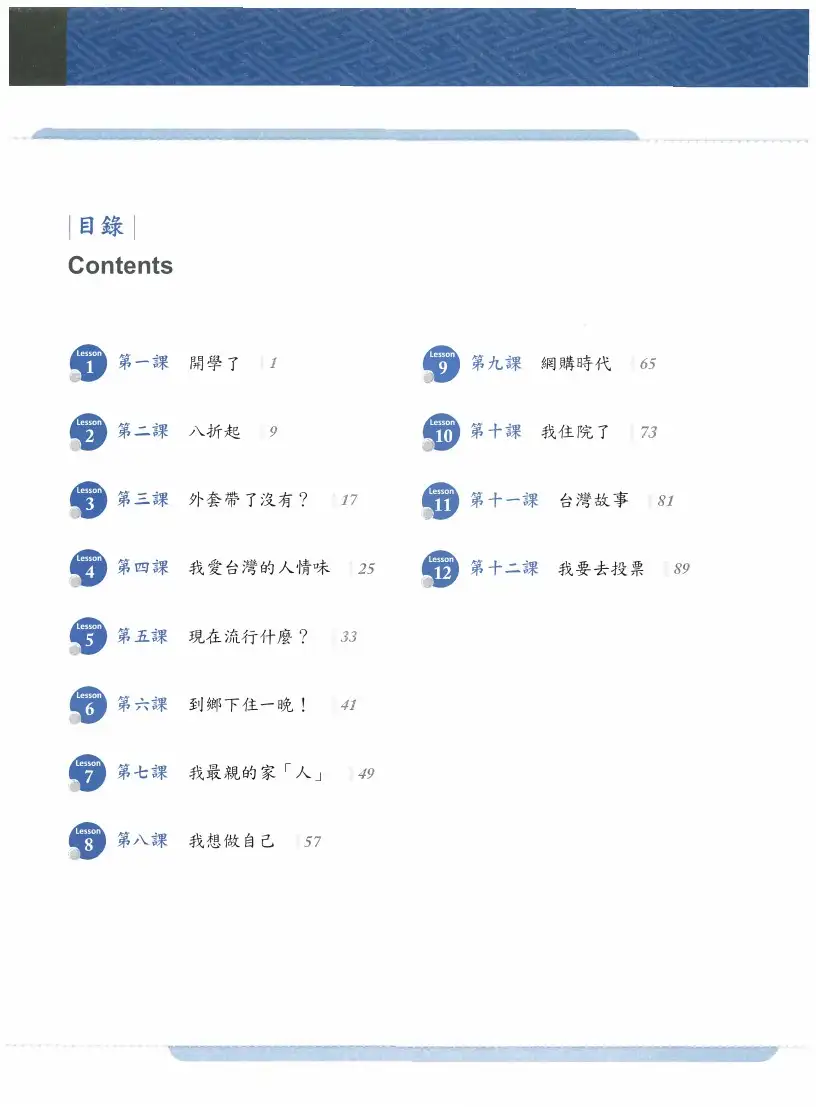 目錄
Contents
Lesson 1 第一課 開學了 1
Lesson 2 第二課 八折起 9
Lesson 3 第三課 外套帶了沒有？ 17
Lesson 4 第四課 我愛台灣的人情味 25
Lesson 5 第五課 現在流行什麼？ 33
Lesson 6 第六課 到鄉下住一晚！ 41
Lesson 7 第七課 我最親的家「人」 49
Lesson 8 第八課 我想做自己 57
Lesson 9 第九課 網購時代 65
Lesson 10 第十課 我住院了 73
Lesson 11 第十一課 台灣故事 81
Lesson 12 第十二課 我要去投票 89